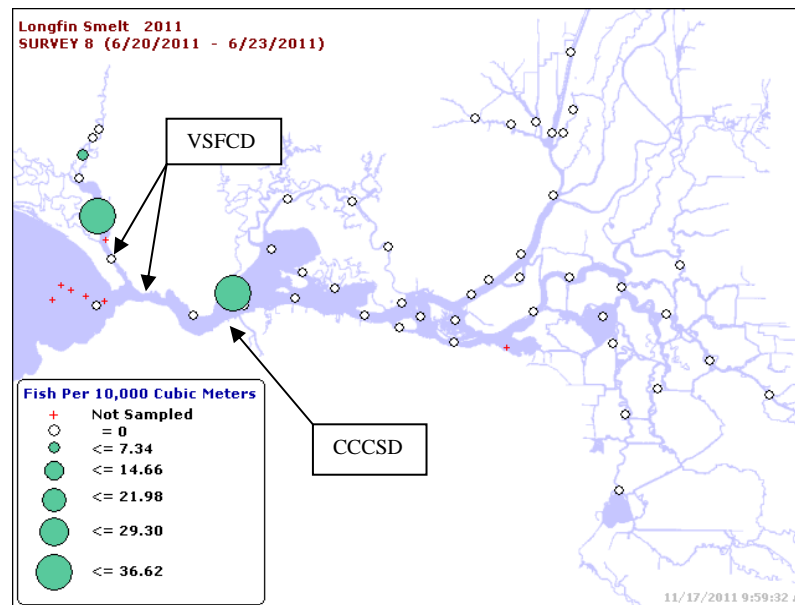 Longfin Smelt 2011
SURVEY 8 (6/20/2011 - 6/23/2011)
VSFCD
CCCSD
Fish Per 10,000 Cubic Meters
Not Sampled
= 0
<= 7.34
<= 14.66
<= 21.98
<= 29.30
<= 36.62
11/17/2011 9:59:32